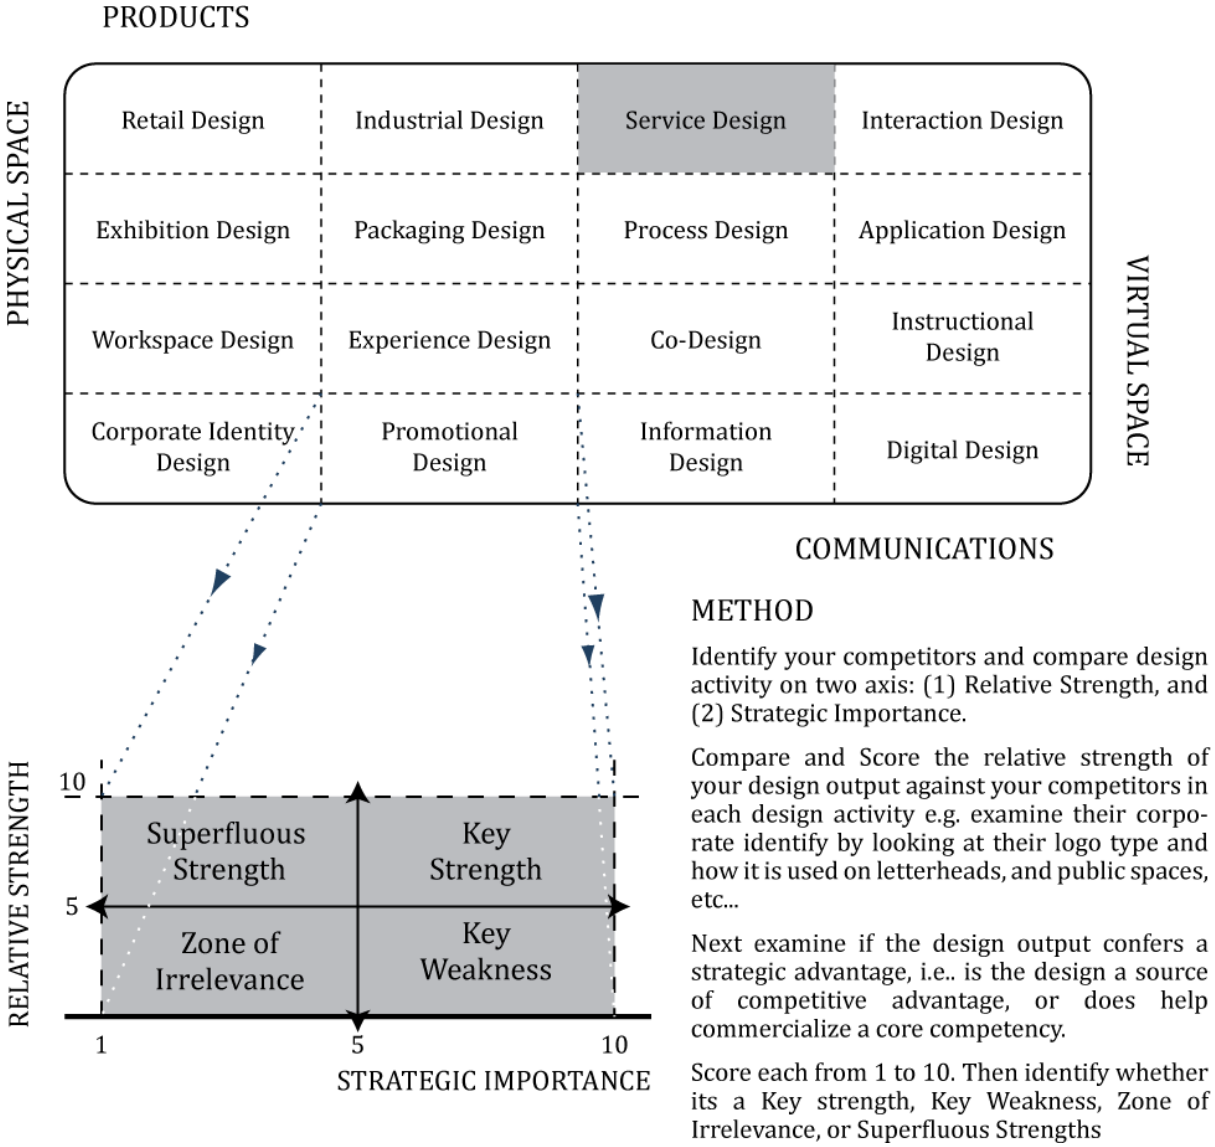 PRODUCTS
PHYSICAL SPACE
Retail Design
Industrial Design
Service Design
Interaction Design
Exhibition Design
Packaging Design
Process Design
Application Design
Workspace Design
Experience Design
Co-Design
Instructional
Design
Corporate Identity
Design
Promotional
Design
Information
Design
Digital Design
VIRTUAL SPACE
COMMUNICATIONS
METHOD
Identify your competitors and compare design
activity on two axis: (1) Relative Strength, and
(2) Strategic Importance.
Compare and Score the relative strength of
your design output against your competitors in
each design activity e.g. examine their corpo-
rate identify by looking at their logo type and
how it is used on letterheads, and public spaces,
etc...
Next examine if the design output confers a
strategic advantage, i.e.. is the design a source
of competitive advantage, or does help
commercialize a core competency.
Score each from 1 to 10. Then identify whether
its a Key strength, Key Weakness, Zone of
Irrelevance, or Superfluous Strengths
RELATIVE STRENGTH
10
5
Superfluous
Strength
Key
Strength
Zone of
Irrelevance
Key
Weakness
1
5
10
STRATEGIC IMPORTANCE